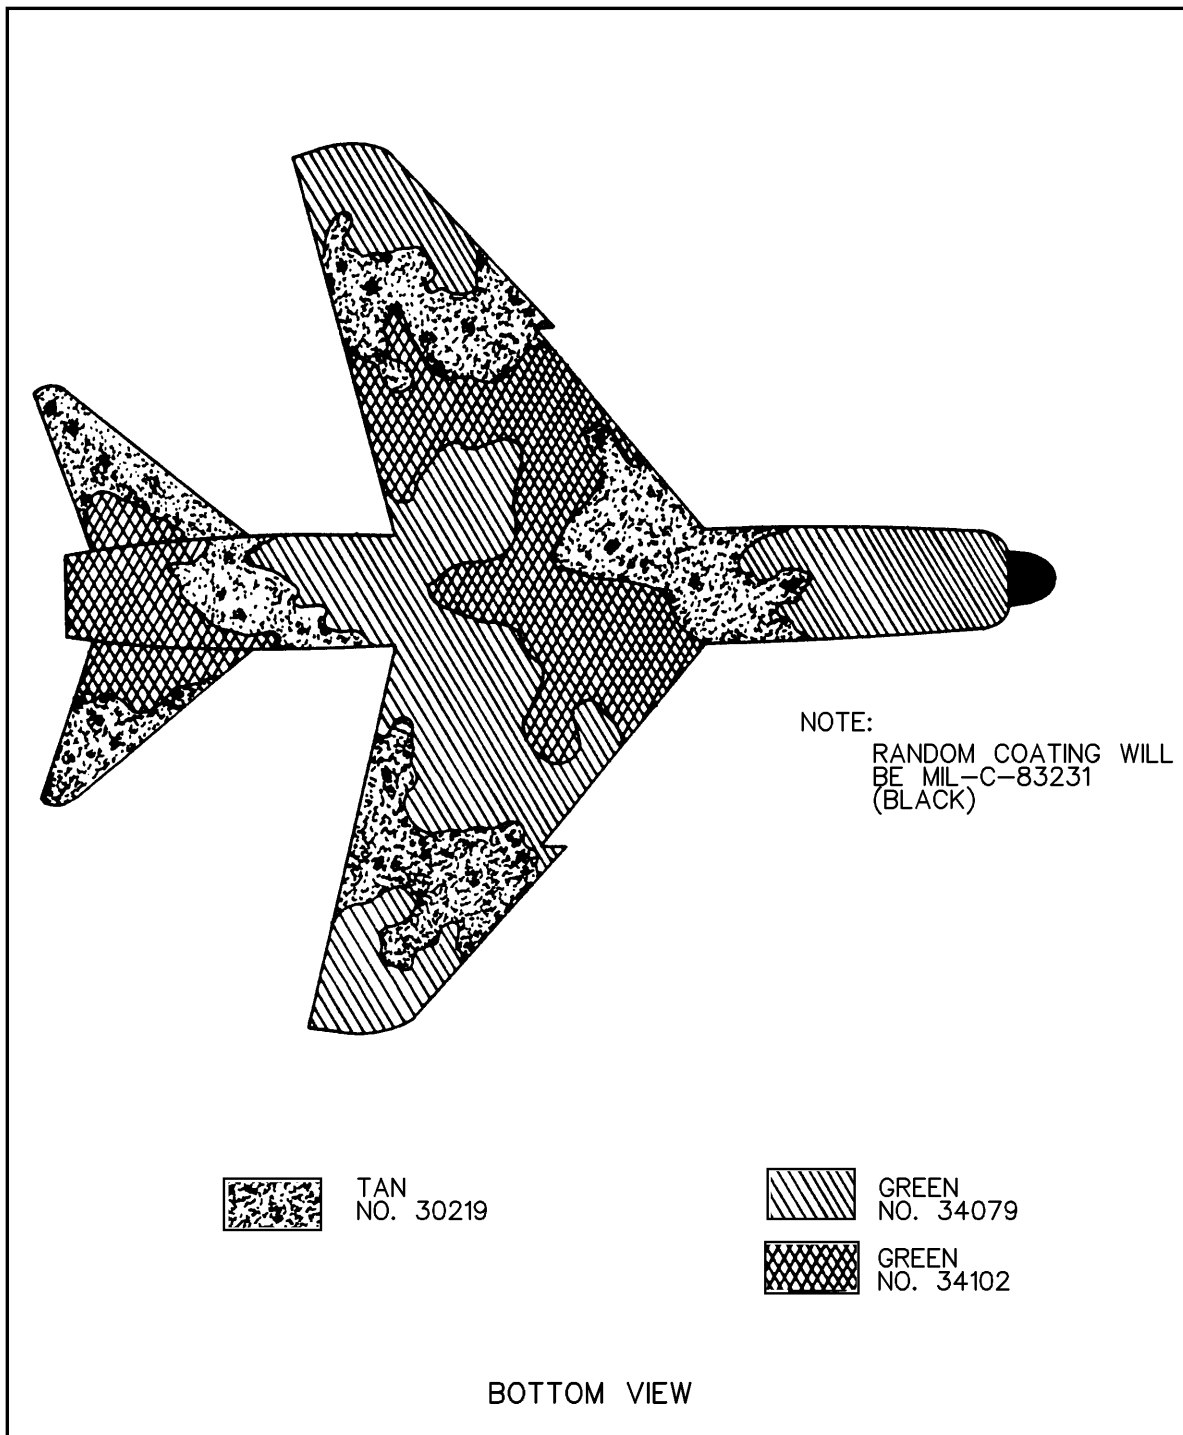 NOTE:
RANDOM COATING WILL
BE MIL-C-83231
(BLACK)
TAN
NO. 30219
GREEN
NO. 34079
GREEN
NO. 34102
BOTTOM VIEW